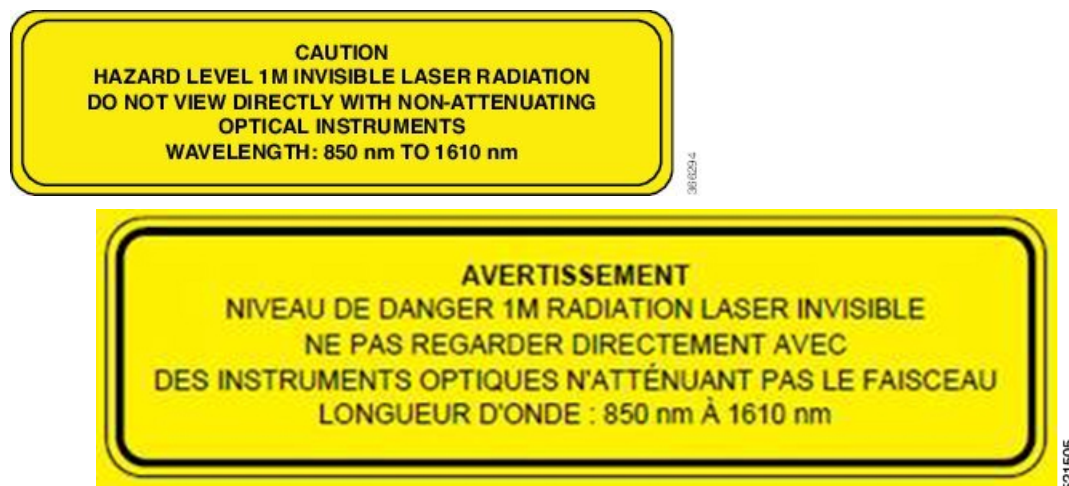 CAUTION
HAZARD LEVEL 1M INVISIBLE LASER RADIATION
DO NOT VIEW DIRECTLY WITH NON-ATTENUATING
OPTICAL INSTRUMENTS
WAVELENGTH: 850 nm TO 1610 nm
366294
AVERTISSEMENT
NIVEAU DE DANGER 1M RADIATION LASER INVISIBLE
NE PAS REGARDER DIRECTEMENT AVEC
DES INSTRUMENTS OPTIQUES N'ATTÉNUANT PAS LE FAISCEAU
LONGUEUR D'ONDE : 850 nm À 1610 nm